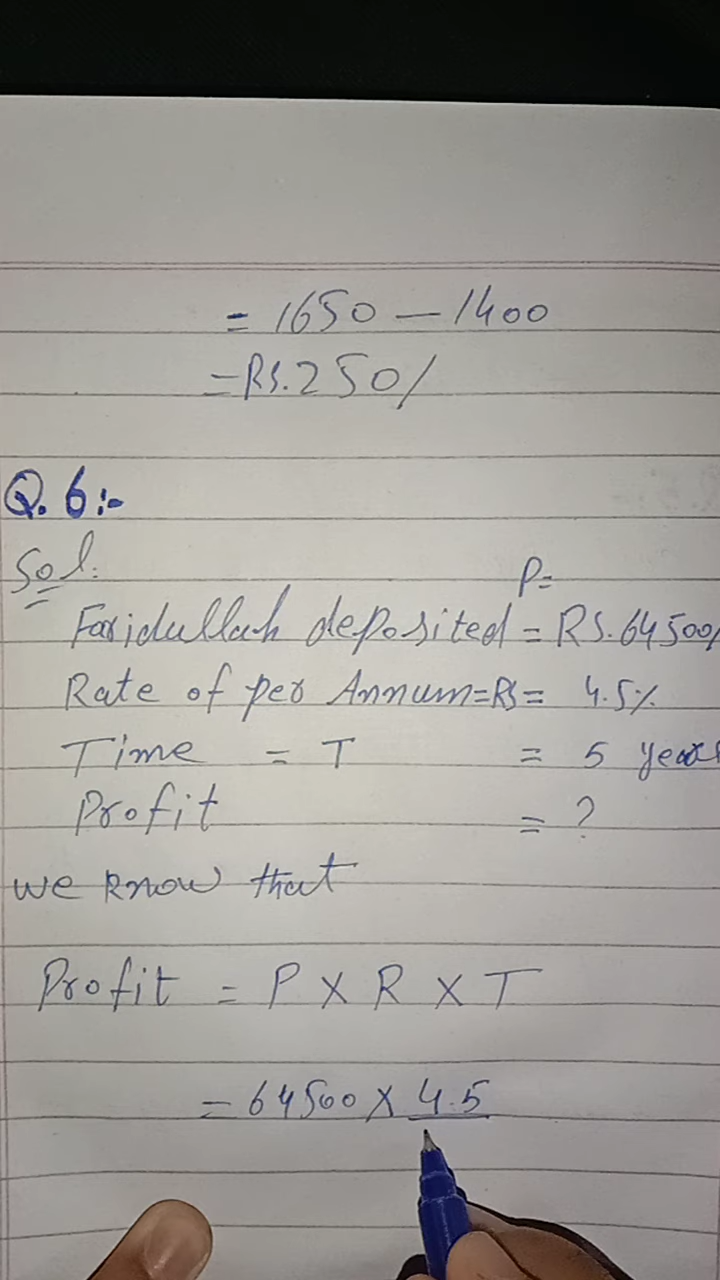 = 1650 - 1400
= Rs. 250/
Q. 6:-
Sol:
P=
Faridullah deposited = Rs. 64500/
Rate of per Annum = R = 4.5%
Time = T = 5 years
Profit = ?
we know that
Profit = P × R × T
= 64500 × 4.5